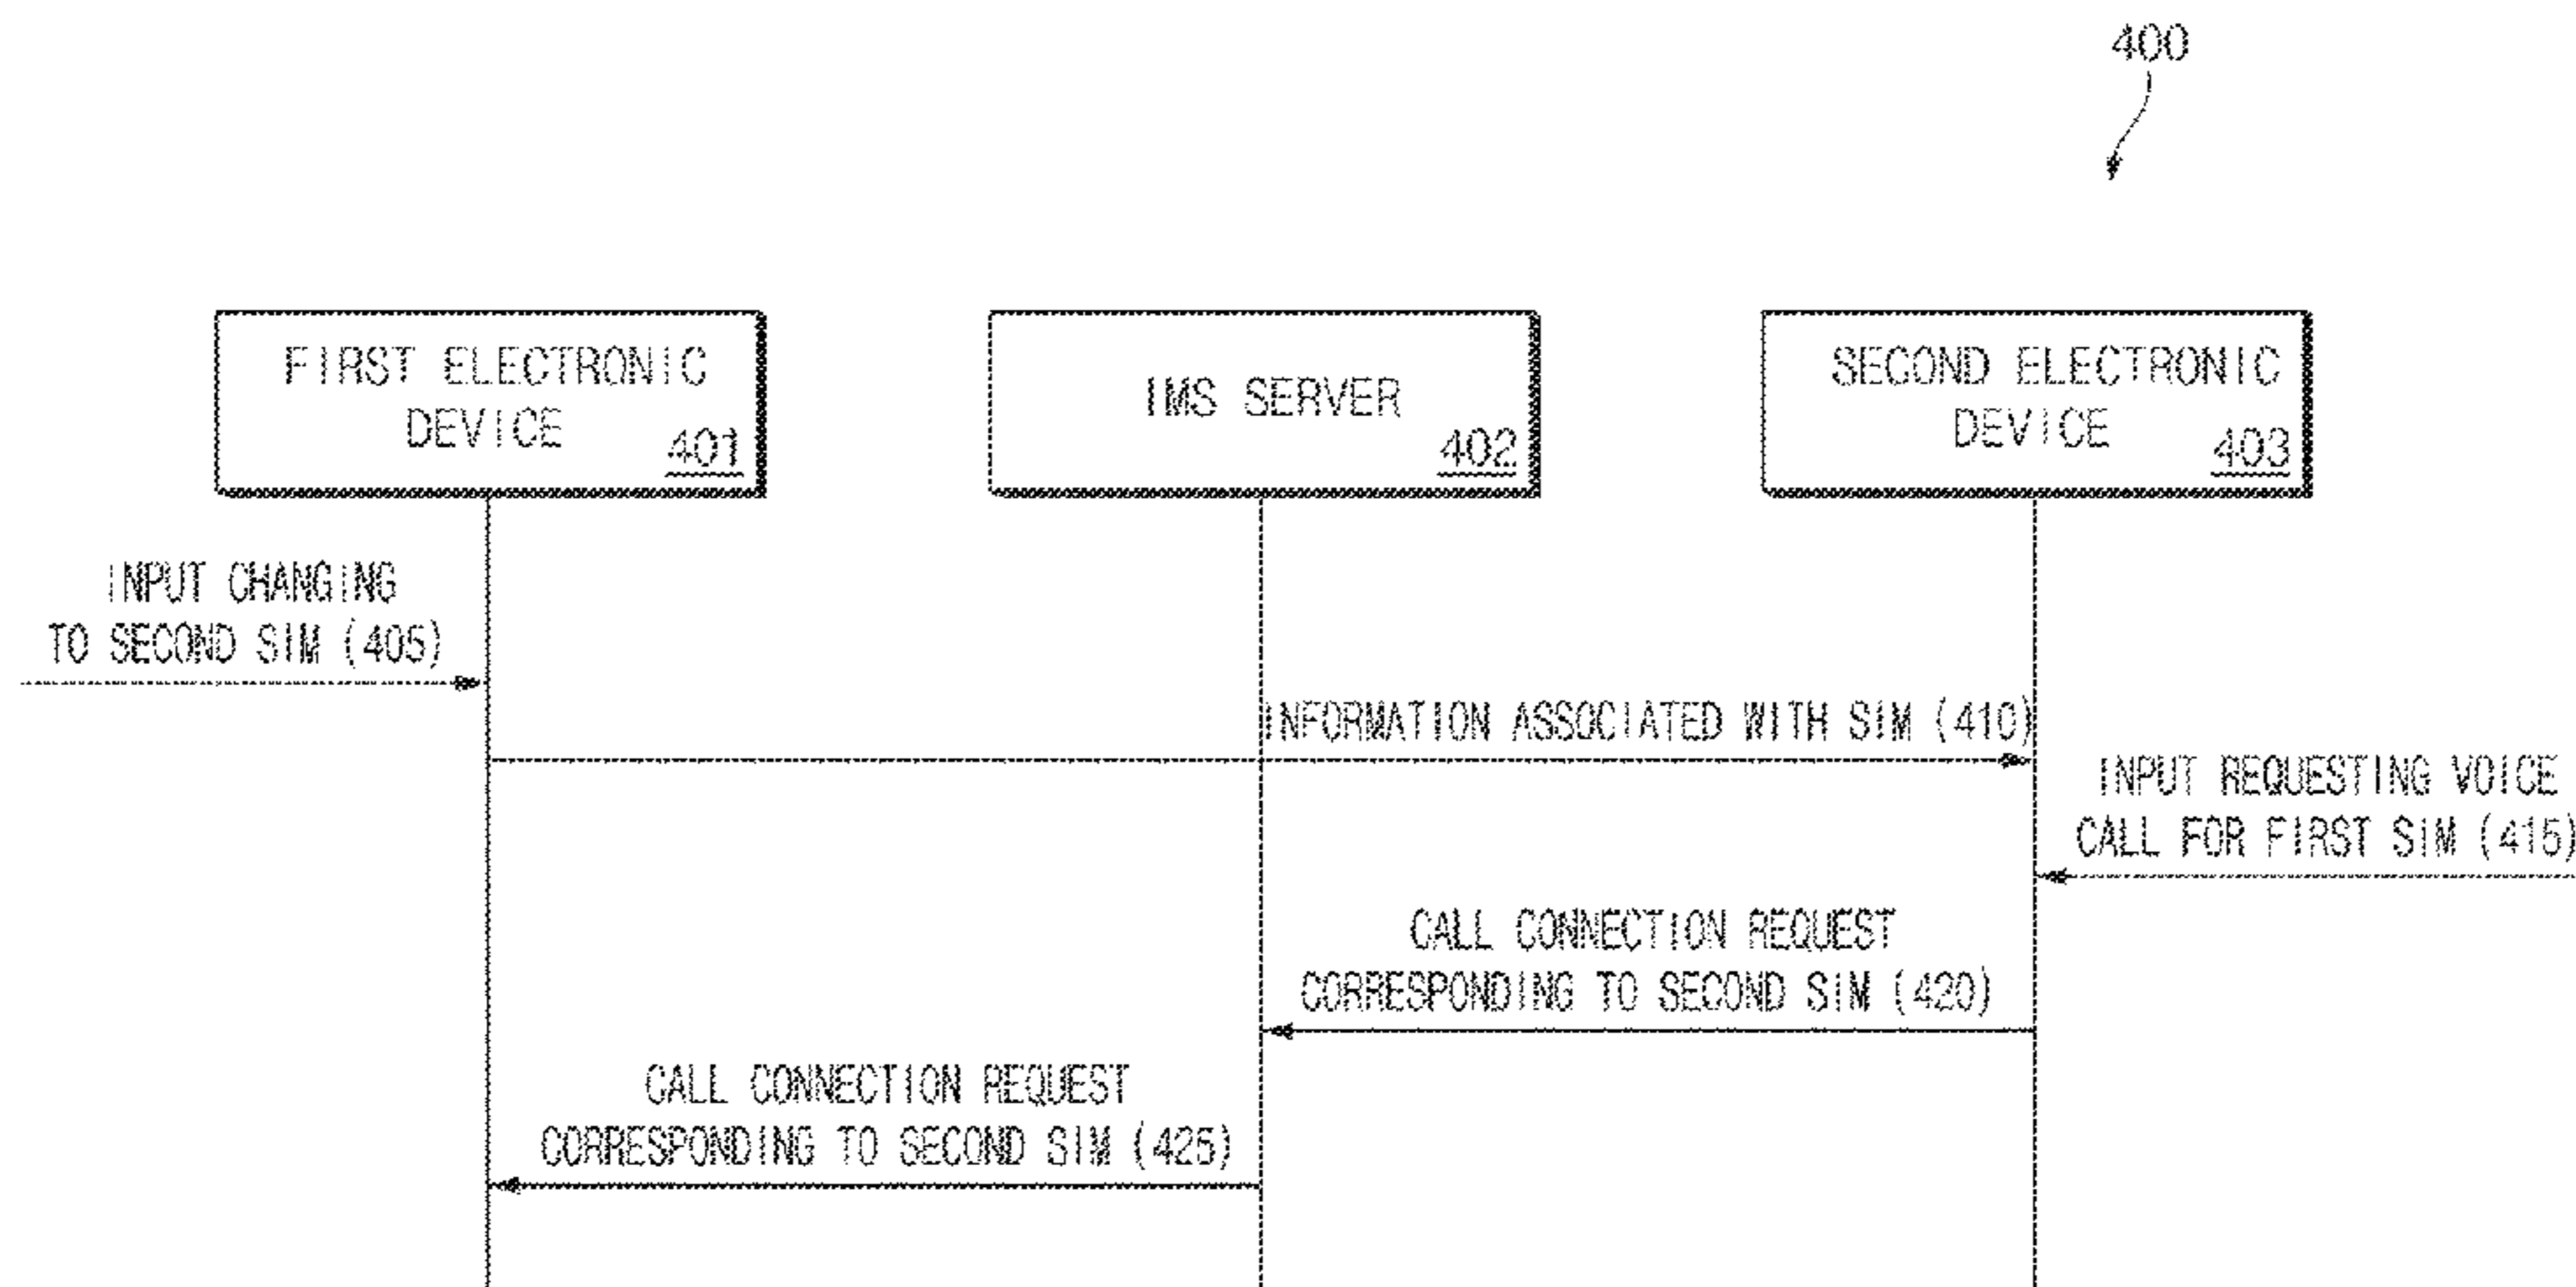 400
FIRST ELECTRONIC
DEVICE
401
IMS SERVER
402
SECOND ELECTRONIC
DEVICE
403
INPUT CHANGING
TO SECOND SIM (405)
INFORMATION ASSOCIATED WITH SIM (410)
INPUT REQUESTING VOICE
CALL FOR FIRST SIM (415)
CALL CONNECTION REQUEST
CORRESPONDING TO SECOND SIM (420)
CALL CONNECTION REQUEST
CORRESPONDING TO SECOND SIM (425)